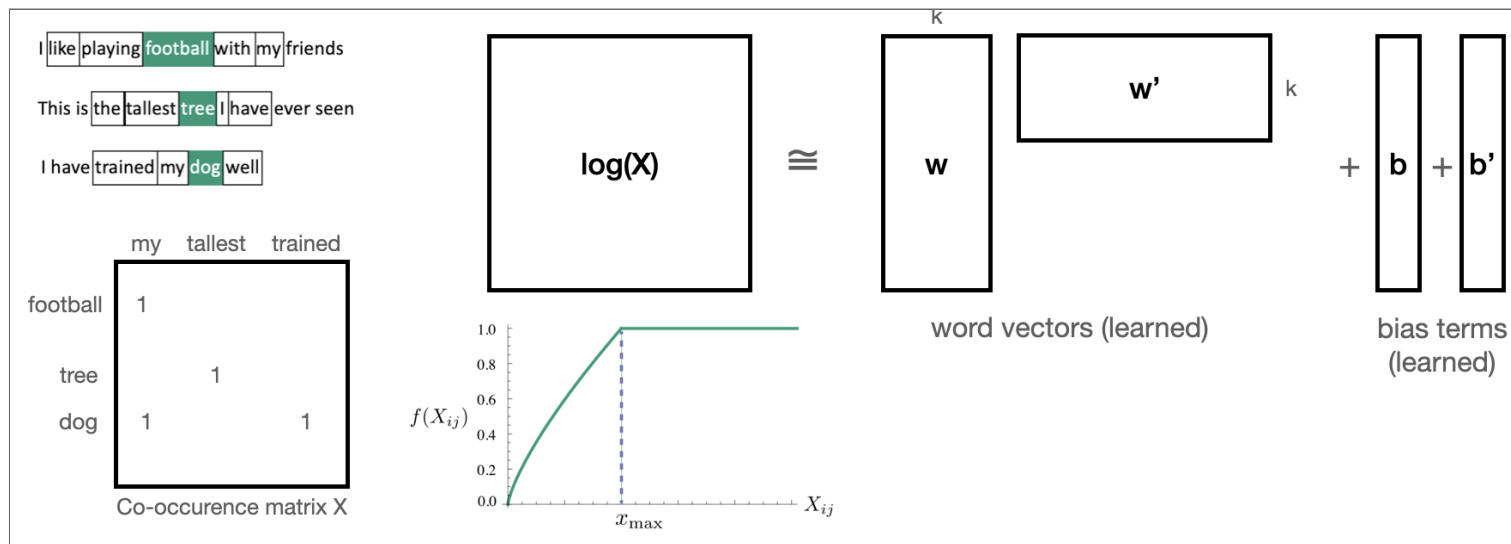 I like playing football with my friends
This is the tallest tree I have ever seen
I have trained my dog well
my tallest trained
football 1
tree 1
dog 1 1
Co-occurence matrix X
k
log(X) ≅ w w’ k + b + b’
word vectors (learned)
bias terms
(learned)
1.0
0.8
0.6
f(Xij) 0.4
0.2
0.0
xmax
Xij